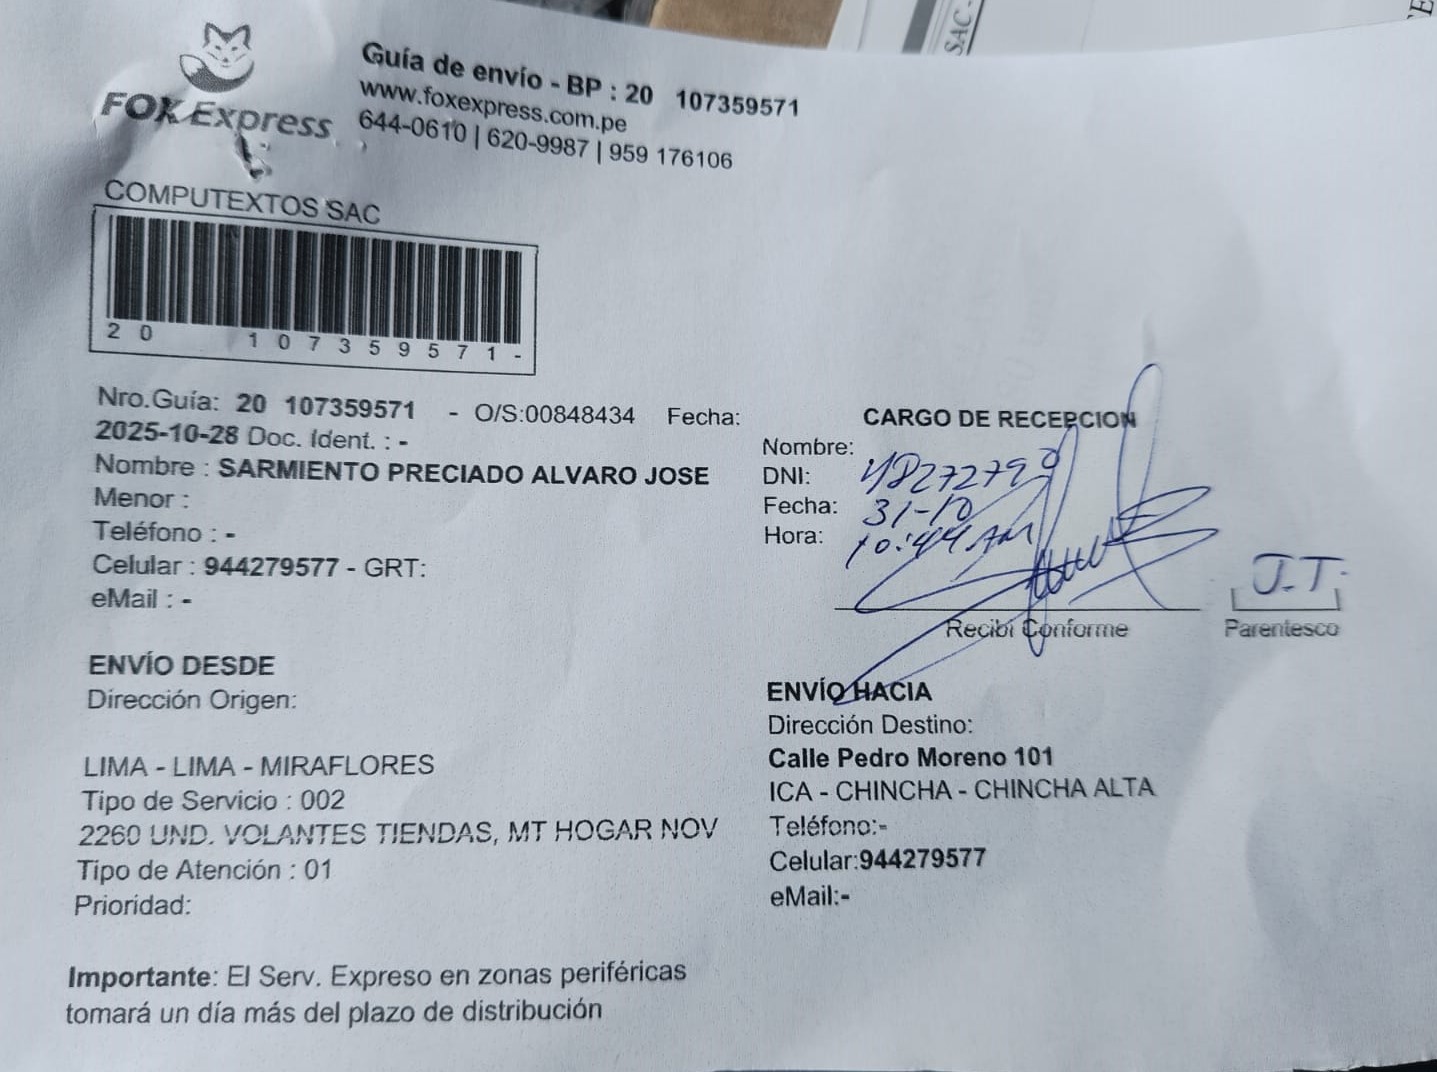 FOX Express
Guía de envío - BP : 20 107359571
www.foxexpress.com.pe
644-0610 | 620-9987 | 959 176106
SAC -
COMPUTEXTOS SAC
20 107359571-
Nro.Guía: 20 107359571 - O/S:00848434 Fecha:
2025-10-28 Doc. Ident. : -
Nombre : SARMIENTO PRECIADO ALVARO JOSE
Menor :
Teléfono : -
Celular : 944279577 - GRT:
eMail : -
CARGO DE RECEPCION
Nombre:
DNI: 48272798
Fecha: 31-10
Hora: 10:44 AM
Recibi Conforme
J.T.
Parentesco
ENVÍO DESDE
Dirección Origen:
LIMA - LIMA - MIRAFLORES
Tipo de Servicio : 002
2260 UND. VOLANTES TIENDAS, MT HOGAR NOV
Tipo de Atención : 01
Prioridad:
ENVÍO HACIA
Dirección Destino:
Calle Pedro Moreno 101
ICA - CHINCHA - CHINCHA ALTA
Teléfono:-
Celular:944279577
eMail:-
Importante: El Serv. Expreso en zonas periféricas
tomará un día más del plazo de distribución